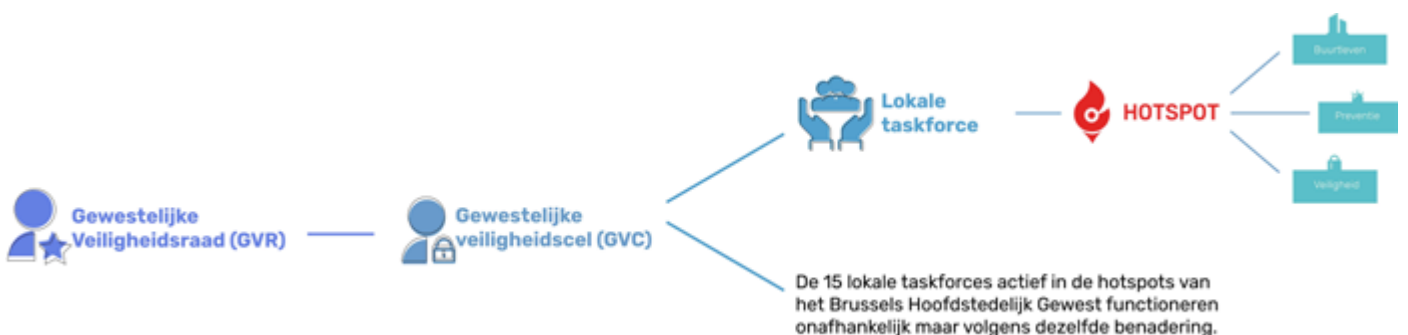 Gewestelijke
Veiligheidsraad (GVR)
Gewestelijke
veiligheidscel (GVC)
Lokale
taskforce
HOTSPOT
Buurtleven
Preventie
Veiligheid
De 15 lokale taskforces actief in de hotspots van
het Brussels Hoofdstedelijk Gewest functioneren
onafhankelijk maar volgens dezelfde benadering.